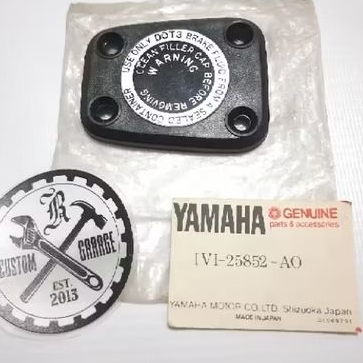 USE ONLY DOT3 BRAKE FLUID FROM A SEALED CONTAINER
CLEAN FILLER CAP BEFORE REMOVING
WARNING
YAMAHA GENUINE
parts & accessories
1V1-25852-A0
YAMAHA MOTOR CO., LTD. Shizuoka Japan
MADE IN JAPAN
R
CUSTOM GARAGE
EST.
2013